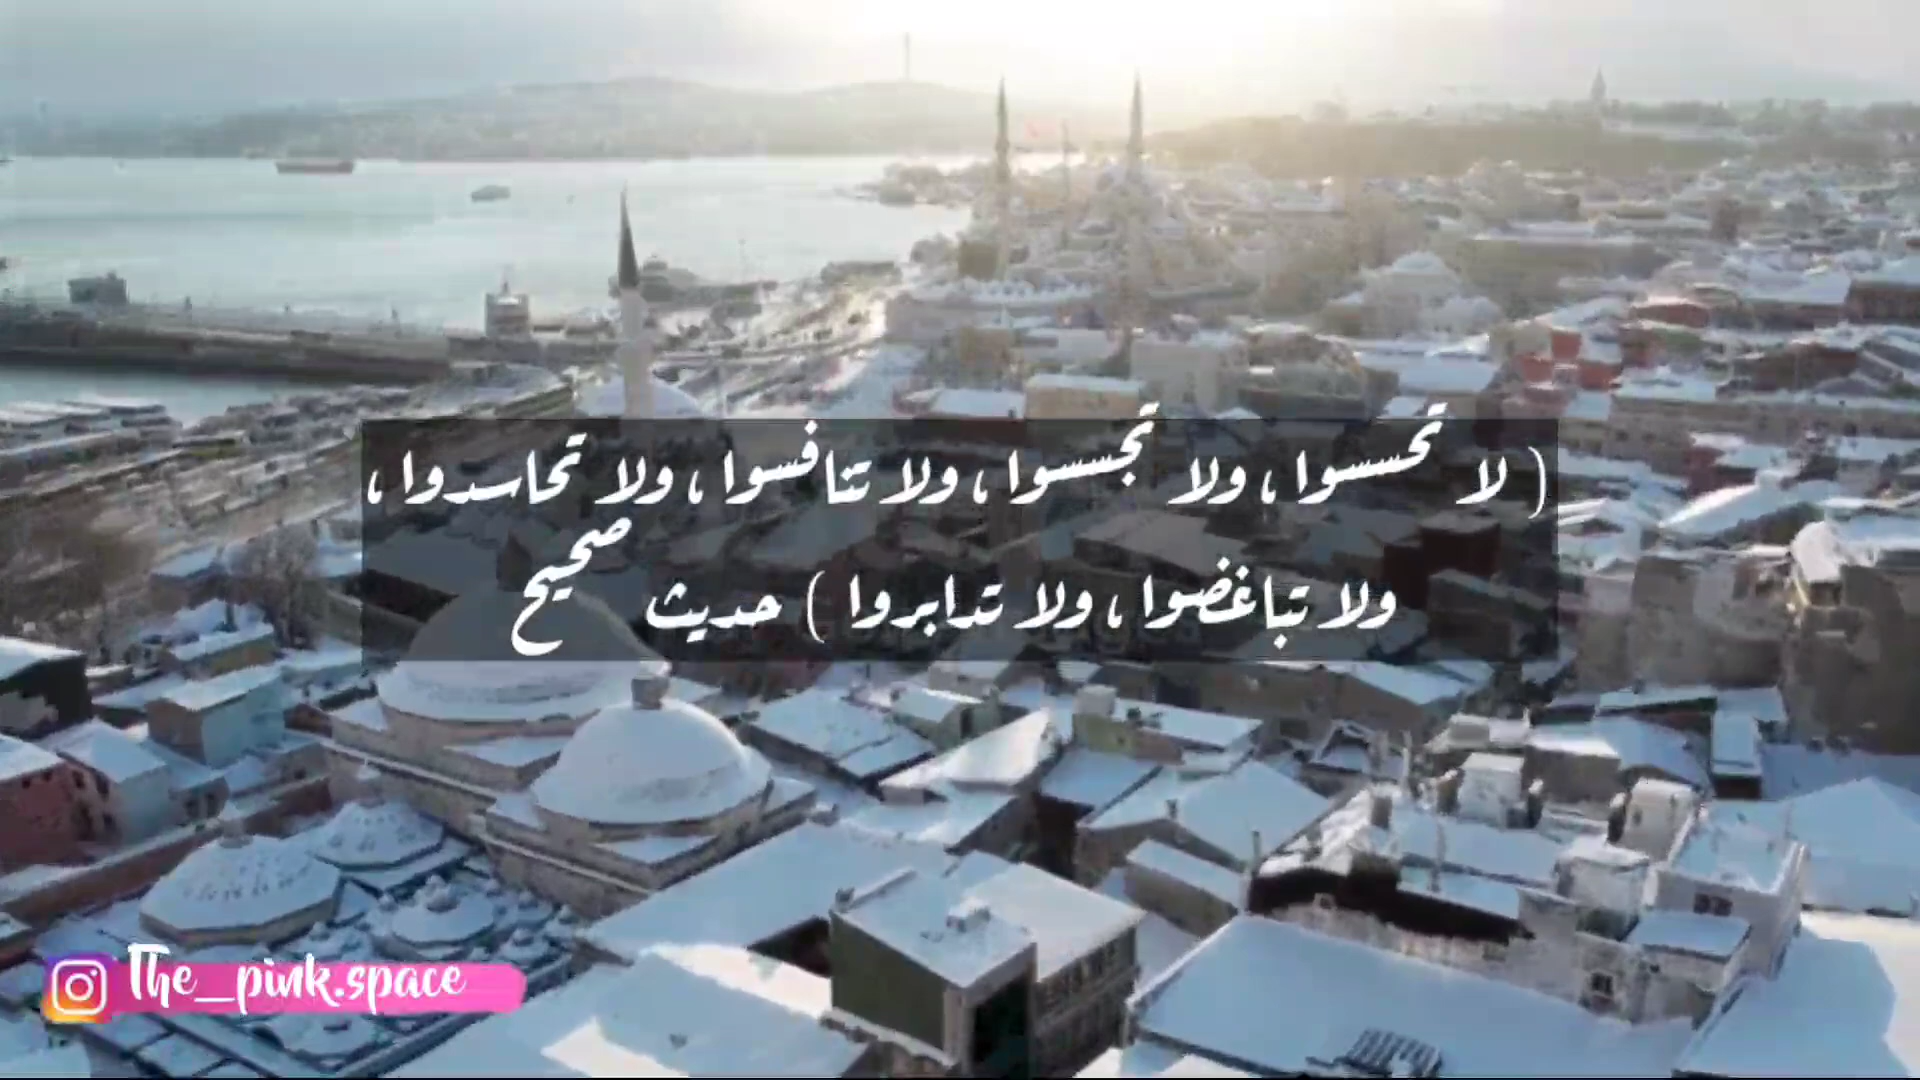 ( لا تحسسوا ، ولا تجسسوا ، ولا تنافسوا ، ولا تحاسدوا ،
ولا تباغضوا ، ولا تدابروا ) حديث صحيح
The_pink.space